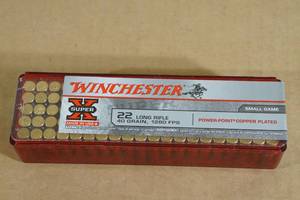 WINCHESTER
SUPER
X
SMALL GAME
22 LONG RIFLE
40 GRAIN, 1280 FPS
POWER-POINT COPPER PLATED